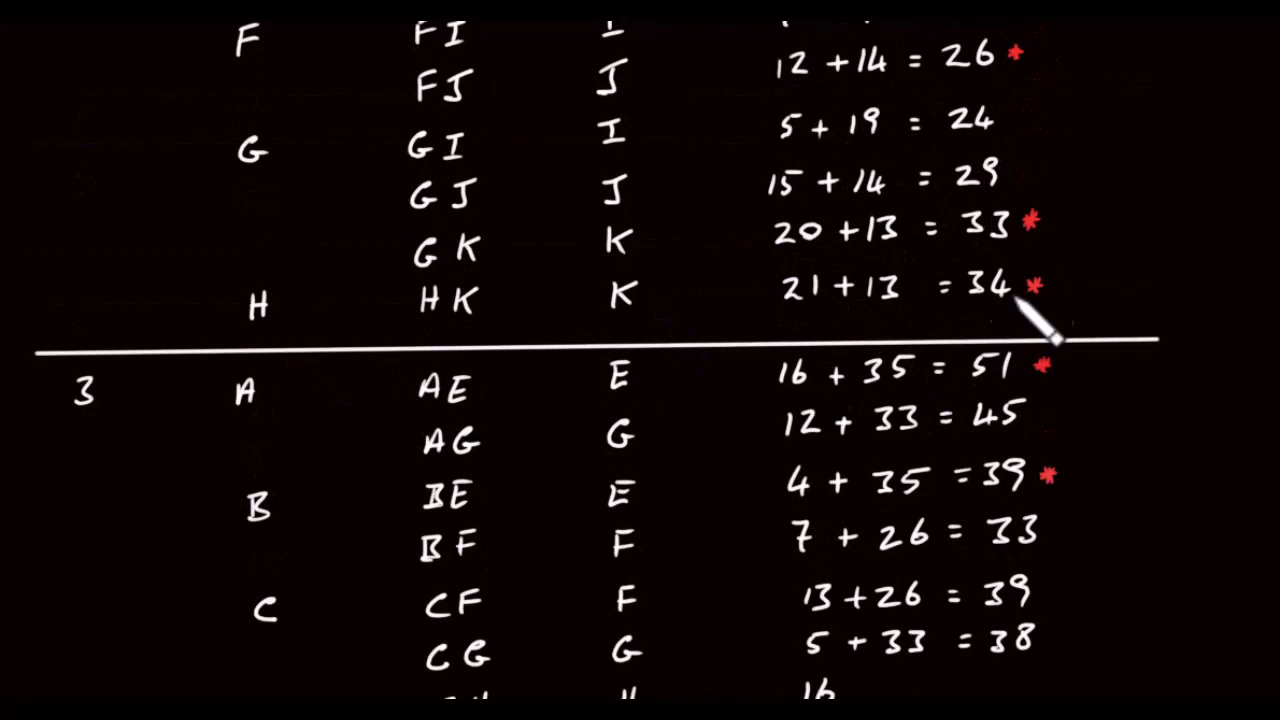 F FI I
12 + 14 = 26 *
FJ J
G GI I 5 + 19 = 24
GJ J 15 + 14 = 29
GK K 20 + 13 = 33 *
H HK K 21 + 13 = 34 *
3 A AE E 16 + 35 = 51 *
AG G 12 + 33 = 45
B BE E 4 + 35 = 39 *
BF F 7 + 26 = 33
C CF F 13 + 26 = 39
CG G 5 + 33 = 38
16